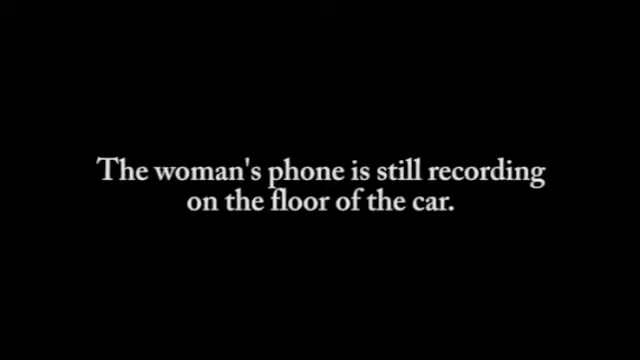 The woman's phone is still recording
on the floor of the car.